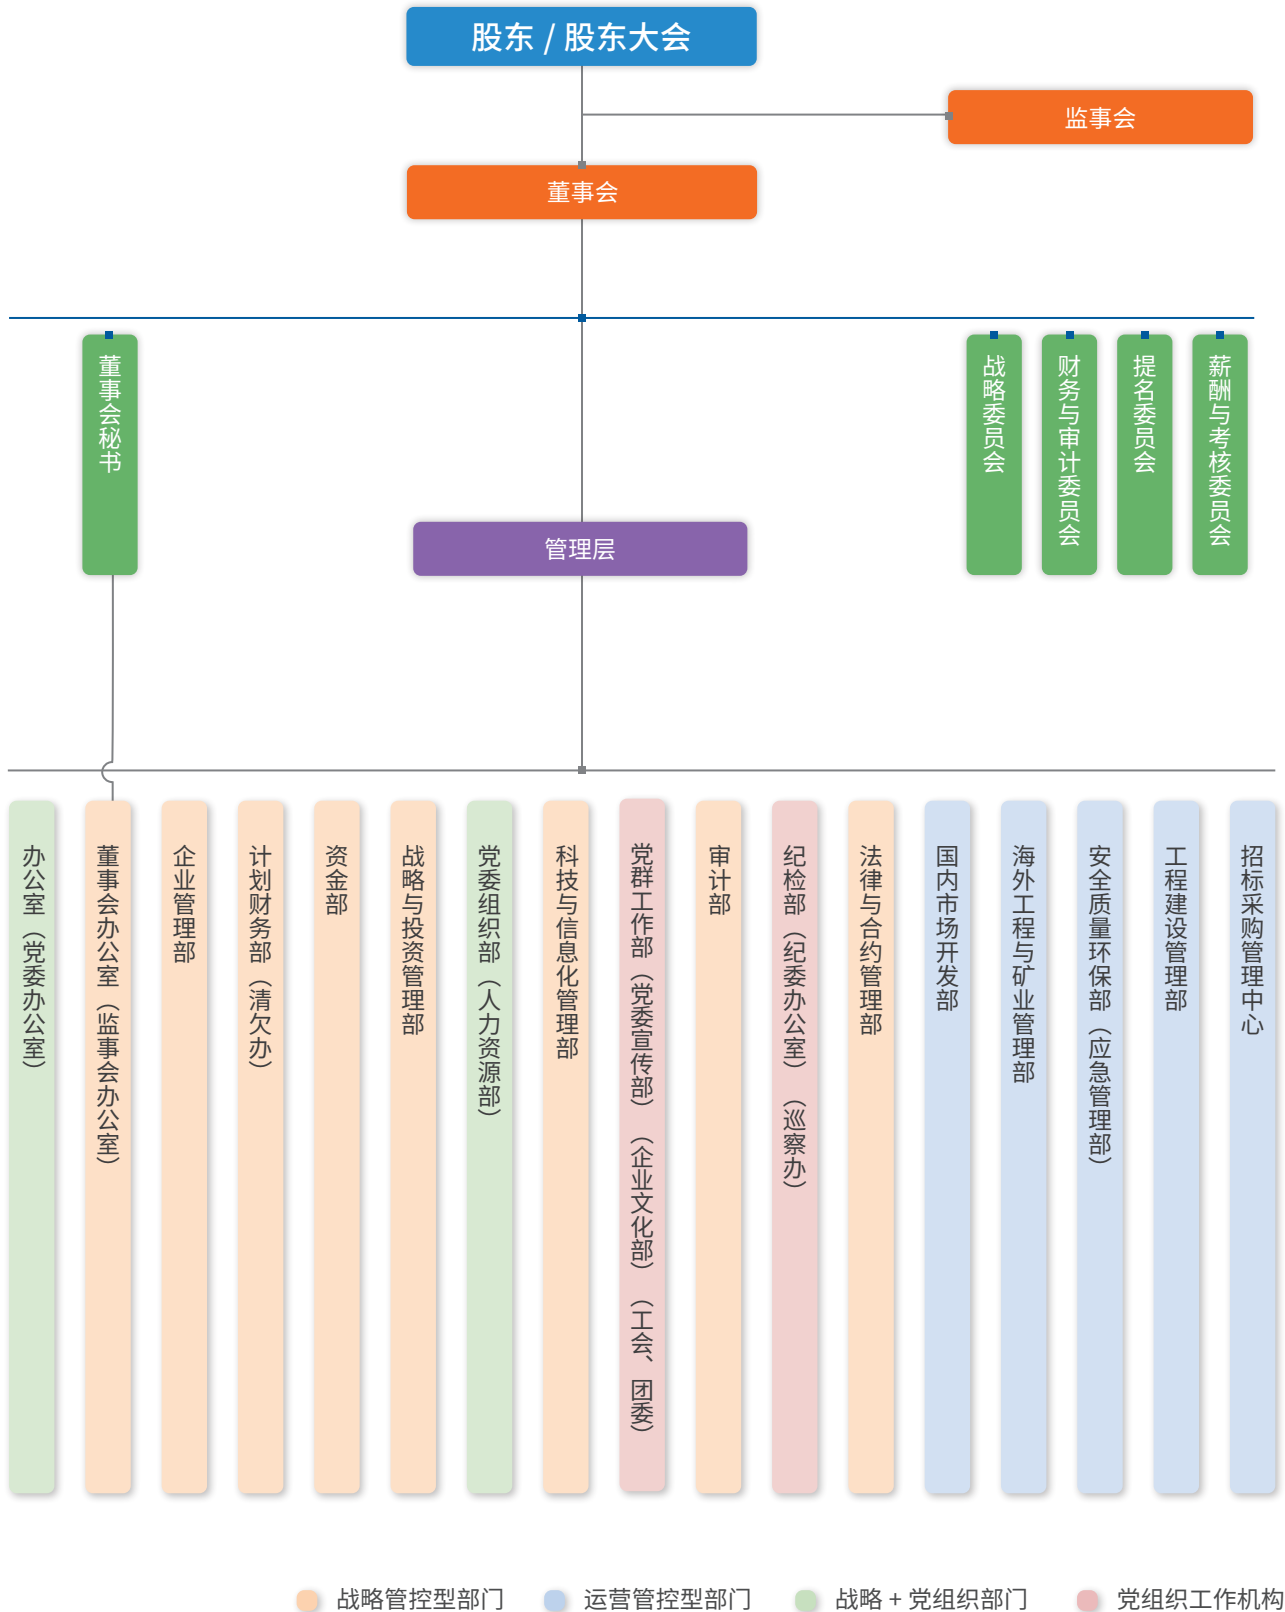 股东 / 股东大会
监事会
董事会
董事会秘书
战略委员会
财务与审计委员会
提名委员会
薪酬与考核委员会
管理层
办公室（党委办公室）
董事会办公室（监事会办公室）
企业管理部
计划财务部（清欠办）
资金部
战略与投资管理部
党委组织部（人力资源部）
科技与信息化管理部
党群工作部（党委宣传部）（企业文化部）（工会、团委）
审计部
纪检部（纪委办公室）（巡察办）
法律与合约管理部
国内市场开发部
海外工程与矿业管理部
安全质量环保部（应急管理部）
工程建设管理部
招标采购管理中心
战略管控型部门
运营管控型部门
战略 + 党组织部门
党组织工作机构